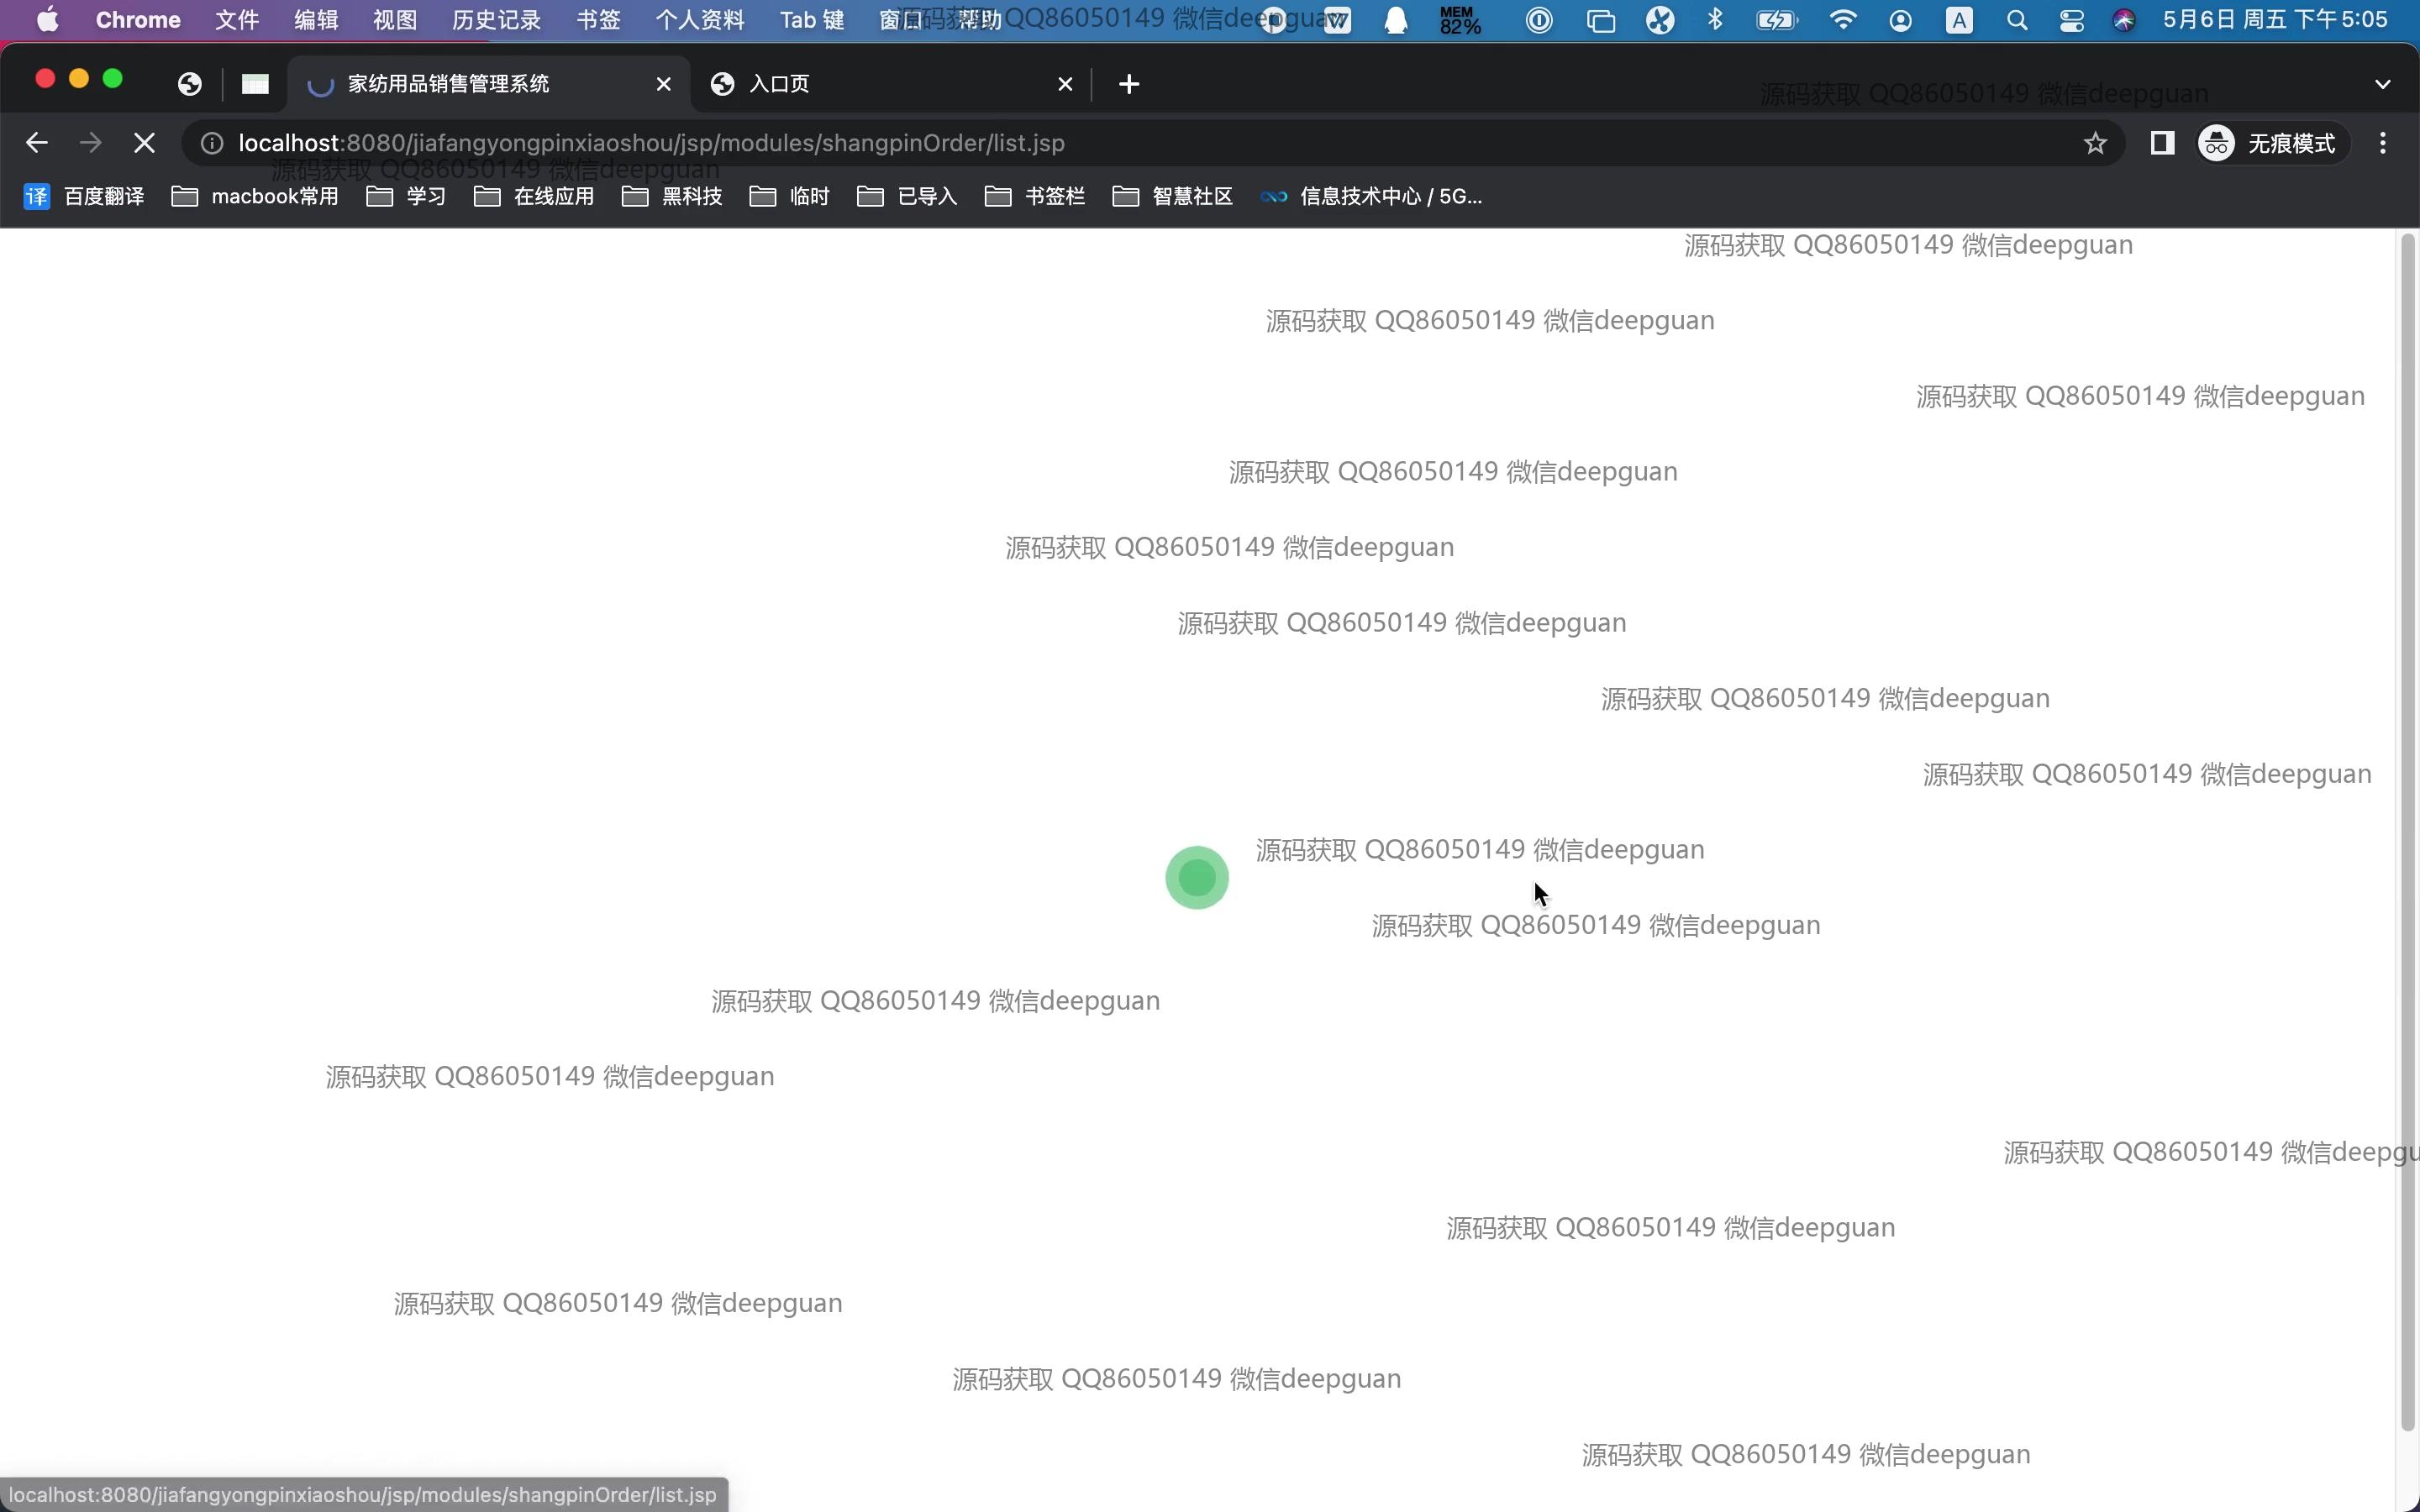 Chrome 文件 编辑 视图 历史记录 书签 个人资料 Tab 键 窗口 帮助 MEM 82% A 5月6日 周五 下午5:05
源码获取 QQ86050149 微信deepguan
家纺用品销售管理系统 入口页
源码获取 QQ86050149 微信deepguan
localhost:8080/jiafangyongpinxiaoshou/jsp/modules/shangpinOrder/list.jsp 无痕模式
源码获取 QQ86050149 微信deepguan
译 百度翻译 macbook常用 学习 在线应用 黑科技 临时 已导入 书签栏 智慧社区 信息技术中心 / 5G...
源码获取 QQ86050149 微信deepguan
源码获取 QQ86050149 微信deepguan
源码获取 QQ86050149 微信deepguan
源码获取 QQ86050149 微信deepguan
源码获取 QQ86050149 微信deepguan
源码获取 QQ86050149 微信deepguan
源码获取 QQ86050149 微信deepguan
源码获取 QQ86050149 微信deepguan
源码获取 QQ86050149 微信deepguan
源码获取 QQ86050149 微信deepguan
源码获取 QQ86050149 微信deepguan
源码获取 QQ86050149 微信deepguan
源码获取 QQ86050149 微信deepgu
源码获取 QQ86050149 微信deepguan
源码获取 QQ86050149 微信deepguan
源码获取 QQ86050149 微信deepguan
源码获取 QQ86050149 微信deepguan
localhost:8080/jiafangyongpinxiaoshou/jsp/modules/shangpinOrder/list.jsp